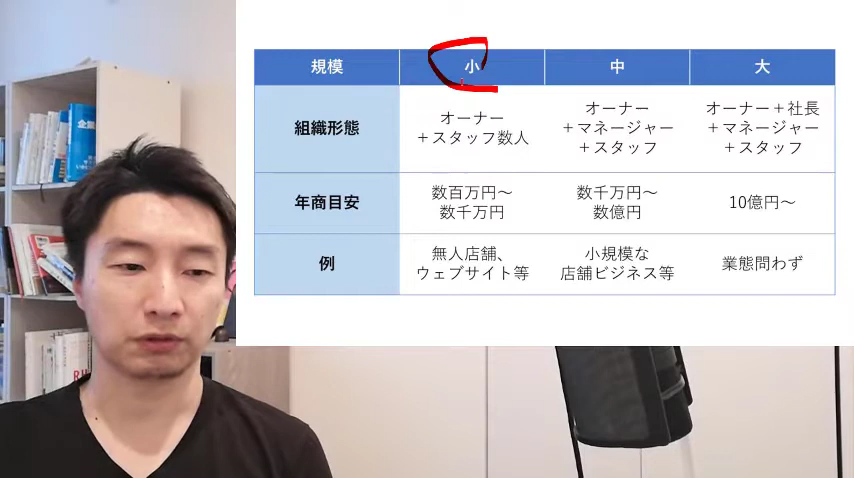 規模
小
中
大
組織形態
オーナー
+スタッフ数人
オーナー
+マネージャー
+スタッフ
オーナー+社長
+マネージャー
+スタッフ
年商目安
数百万円~
数千万円
数千万円~
数億円
10億円~
例
無人店舗、
ウェブサイト等
小規模な
店舗ビジネス等
業態問わず